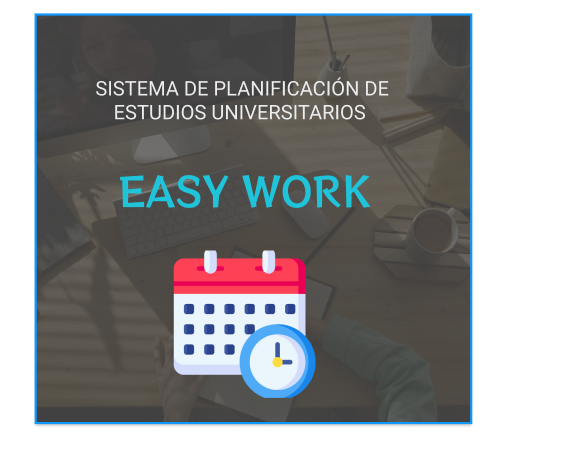 SISTEMA DE PLANIFICACIÓN DE
ESTUDIOS UNIVERSITARIOS
EASY WORK